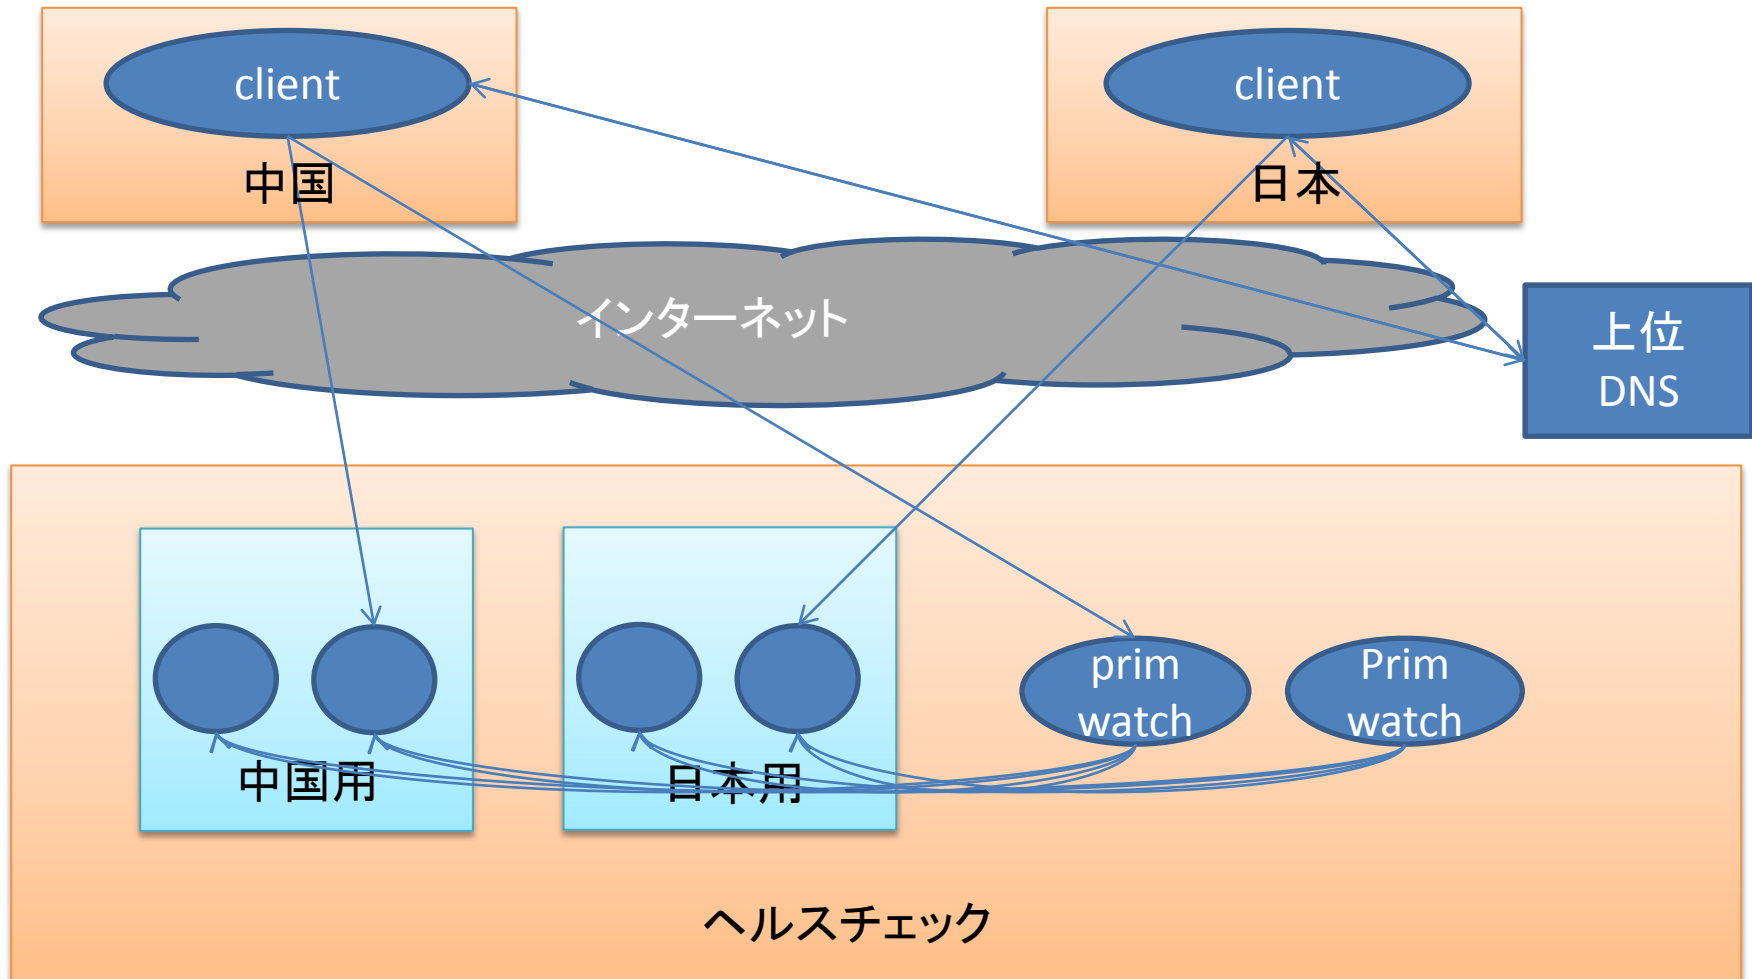 client
client
中国
日本
インターネット
上位
DNS
prim
watch
Prim
watch
中国用
日本用
ヘルスチェック